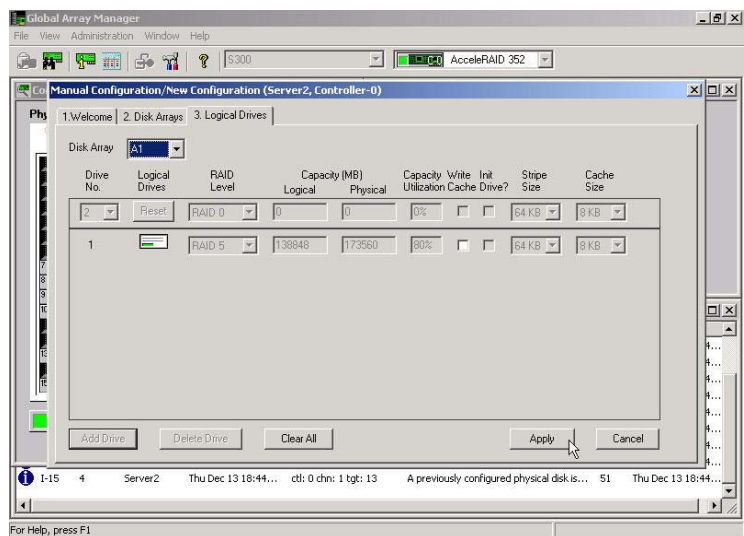 Global Array Manager
File View Administration Window Help
S300 AcceleRAID 352
Manual Configuration/New Configuration (Server2, Controller-0)
1.Welcome 2. Disk Arrays 3. Logical Drives
Disk Array A1
Drive No. Logical Drives RAID Level Capacity (MB) Logical Physical Capacity Utilization Write Cache Init Drive? Stripe Size Cache Size
2 Reset RAID 0 0 0 0% 64 KB 8 KB
1 RAID 5 138848 173560 80% 64 KB 8 KB
7
8
9
Add Drive Delete Drive Clear All Apply Cancel
I-15 4 Server2 Thu Dec 13 18:44... ctl: 0 chn: 1 tgt: 13 A previously configured physical disk is... 51 Thu Dec 13 18:44...
For Help, press F1